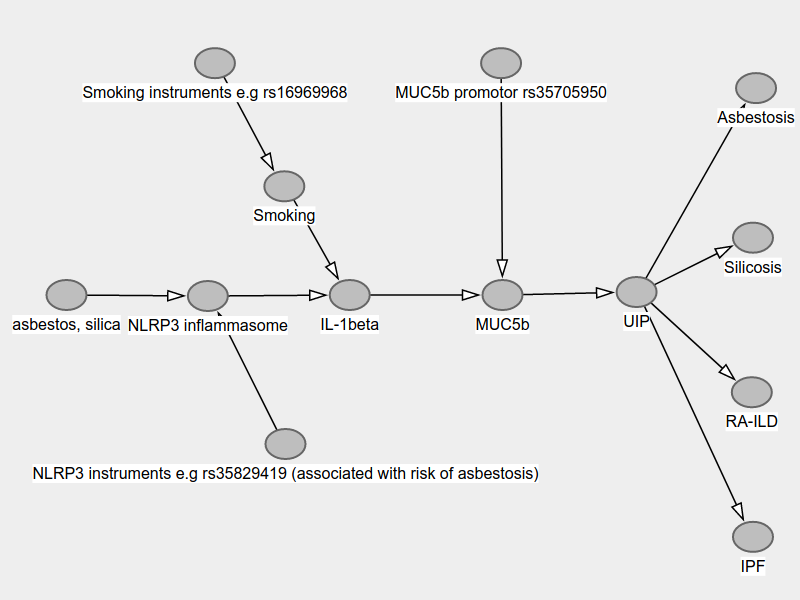 Smoking instruments e.g rs16969968
MUC5b promotor rs35705950
Asbestosis
Smoking
Silicosis
asbestos, silica
NLRP3 inflammasome
IL-1beta
MUC5b
UIP
RA-ILD
NLRP3 instruments e.g rs35829419 (associated with risk of asbestosis)
IPF